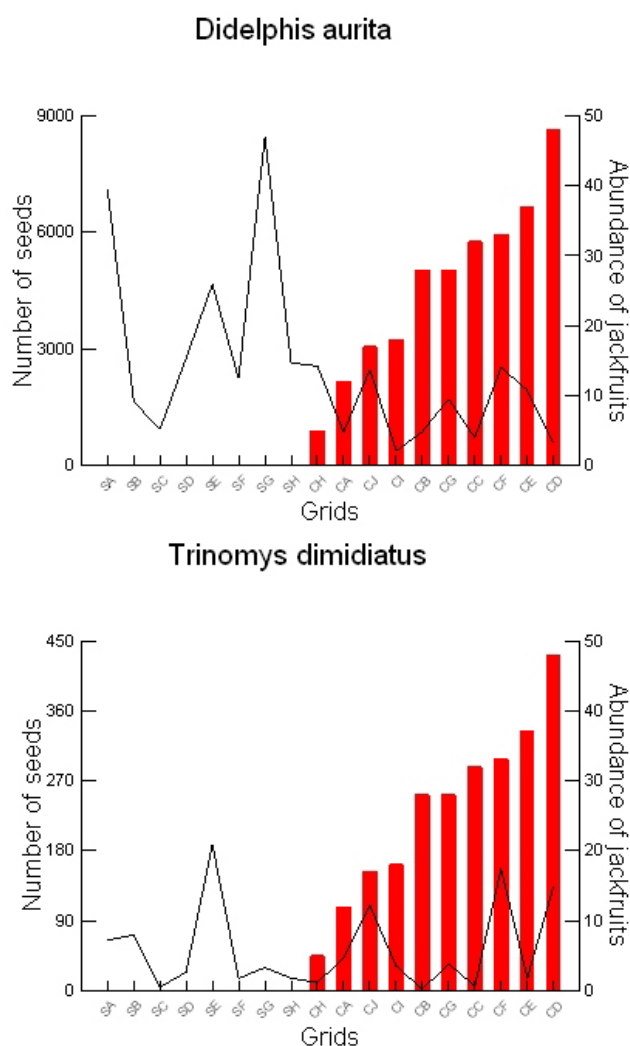 Didelphis aurita
9000
6000
3000
0
Number of seeds
50
40
30
20
10
0
Abundance of jackfruits
SA SB SC SD SE SF SG SH CH CA CJ CI CB CG CC CF CE CD
Grids
Trinomys dimidiatus
450
360
270
180
90
0
Number of seeds
50
40
30
20
10
0
Abundance of jackfruits
SA SB SC SD SE SF SG SH CH CA CJ CI CB CG CC CF CE CD
Grids